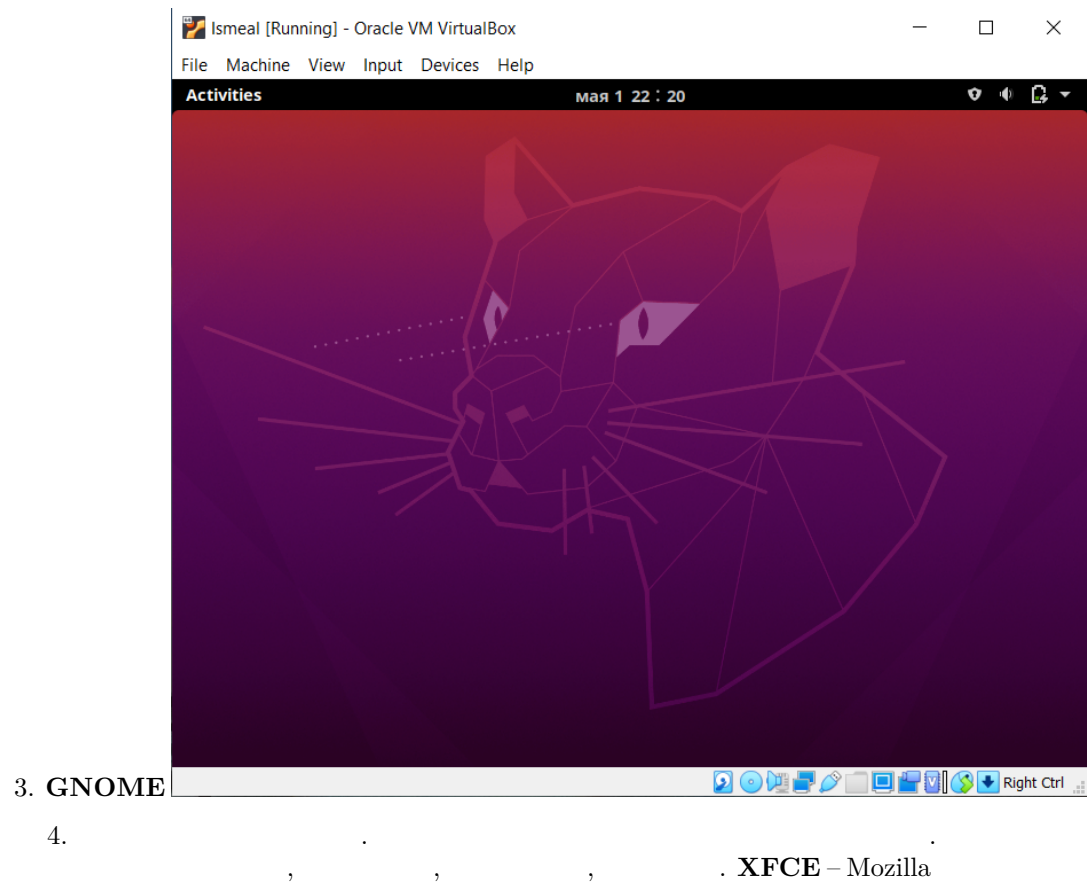 Ismeal [Running] - Oracle VM VirtualBox
File Machine View Input Devices Help
Activities мая 1 22 : 20
Right Ctrl
3. GNOME
4. . .
, , , , . XFCE – Mozilla